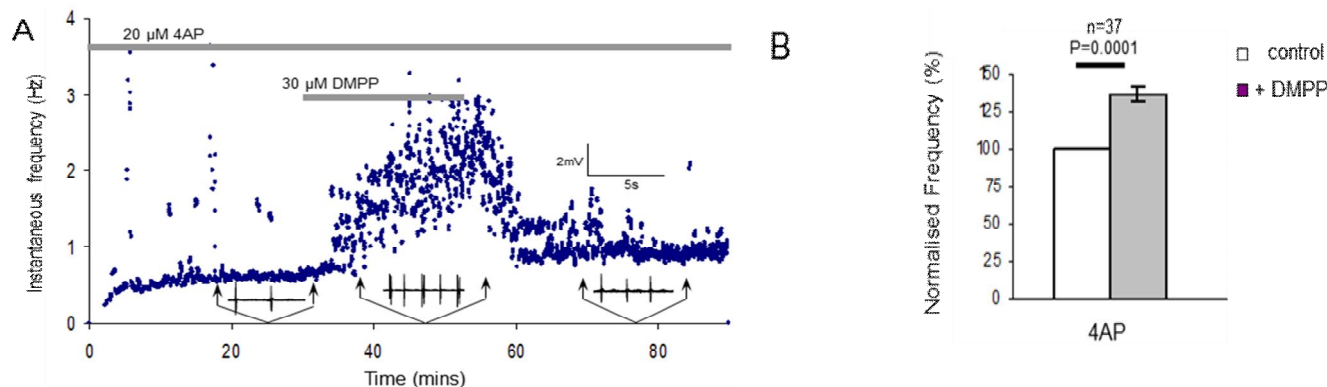 A
Instantaneous frequency (Hz)
4
3
2
1
0
20 µM 4AP
30 µM DMPP
2mV
5s
0
20
40
60
80
Time (mins)
B
n=37
P=0.0001
control
+ DMPP
Normalised Frequency (%)
150
125
100
75
50
25
0
4AP